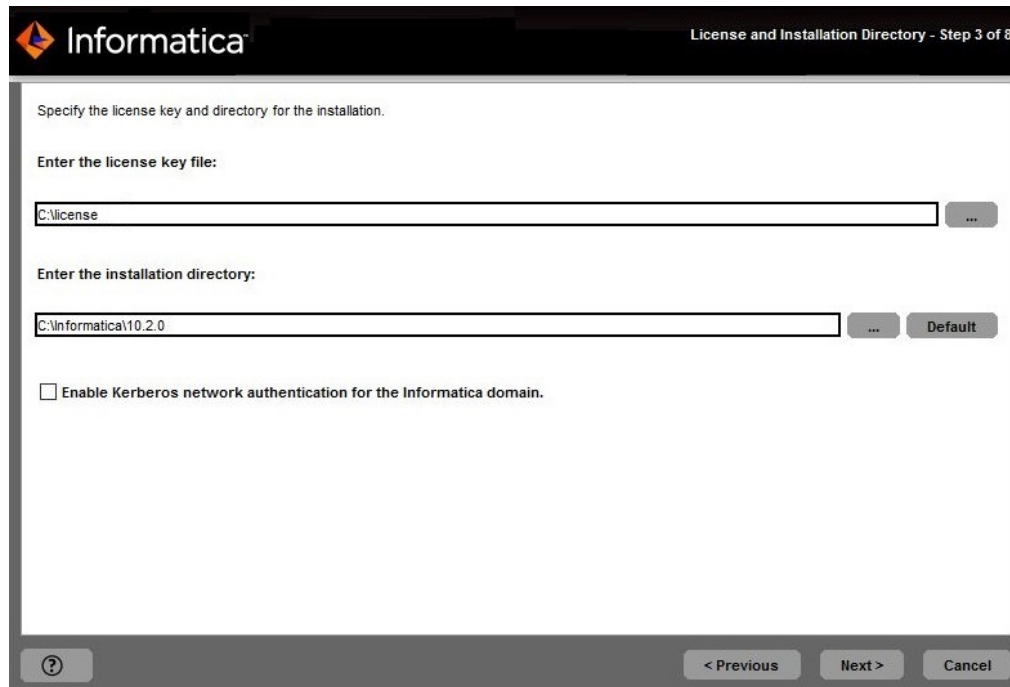 Informatica
License and Installation Directory - Step 3 of 8
Specify the license key and directory for the installation.
Enter the license key file:
C:\license
...
Enter the installation directory:
C:\Informatica\10.2.0
...
Default
Enable Kerberos network authentication for the Informatica domain.
?
< Previous
Next >
Cancel